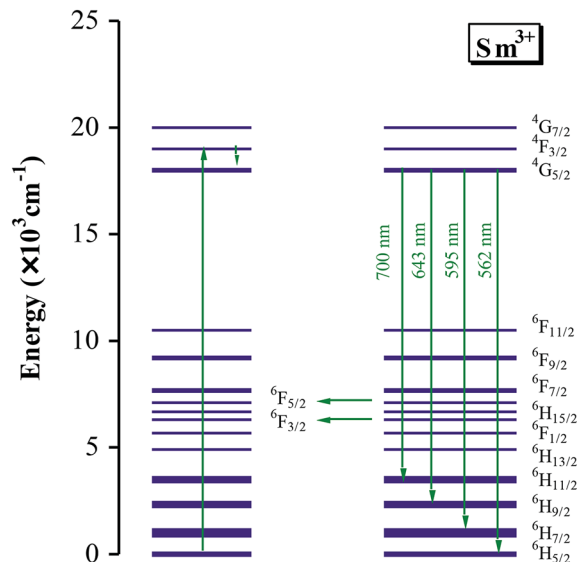 25
Sm³⁺
20
⁴G₇/₂
⁴F₃/₂
⁴G₅/₂
15
Energy (×10³cm⁻¹)
700 nm
643 nm
595 nm
562 nm
10
⁶F₁₁/₂
⁶F₉/₂
⁶F₇/₂
⁶F₅/₂
⁶H₁₅/₂
⁶F₃/₂
⁶F₁/₂
5
⁶H₁₃/₂
⁶H₁₁/₂
⁶H₉/₂
⁶H₇/₂
0
⁶H₅/₂